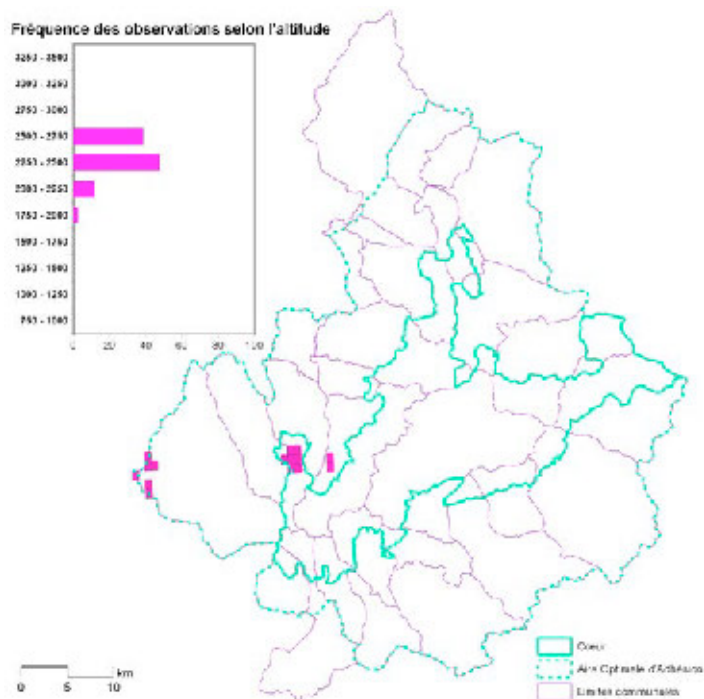 Fréquence des observations selon l'altitude
3250 - 3500
3000 - 3250
2750 - 3000
2500 - 2750
2250 - 2500
2000 - 2250
1750 - 2000
1500 - 1750
1250 - 1500
1000 - 1250
750 - 1000
0 20 40 60 80 100
km
0 5 10
Coeur
Aire Optimale d'Adhésion
Limites communales